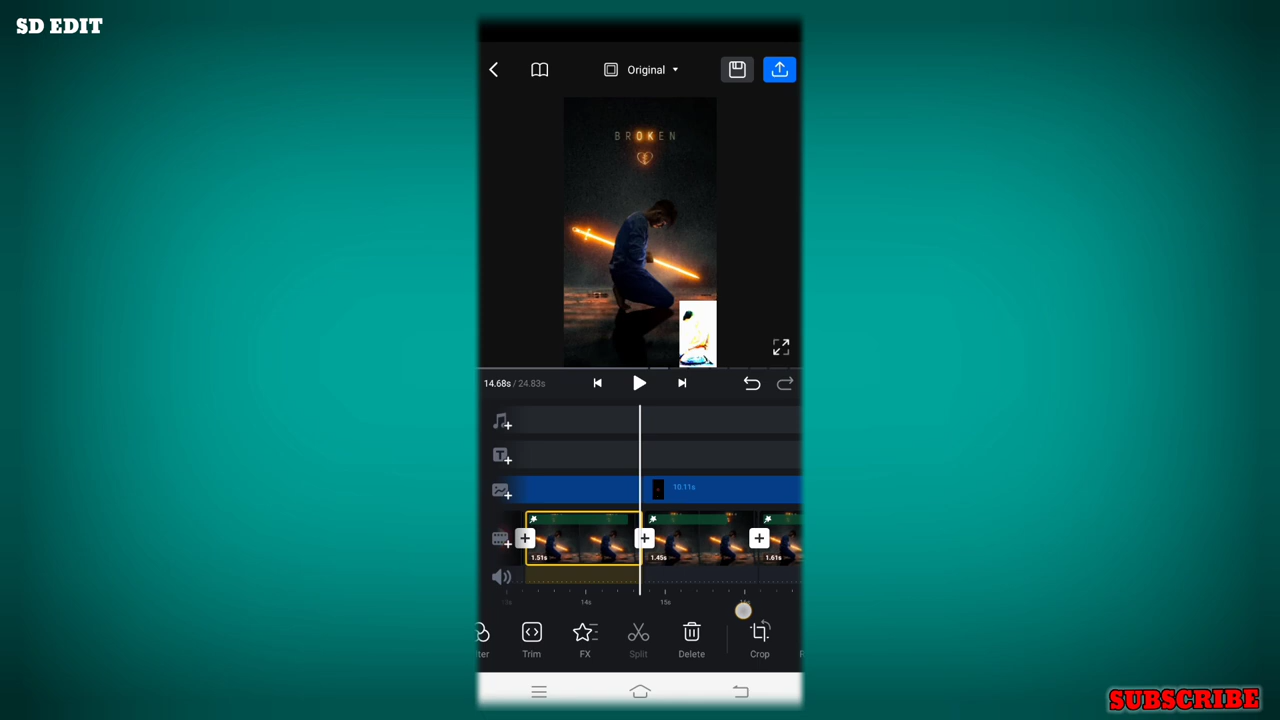 SD EDIT
Original
BROKEN
14.68s / 24.83s
10.11s
1.51s
1.45s
1.61s
14s
15s
ter
Trim
FX
Split
Delete
Crop
SUBSCRIBE